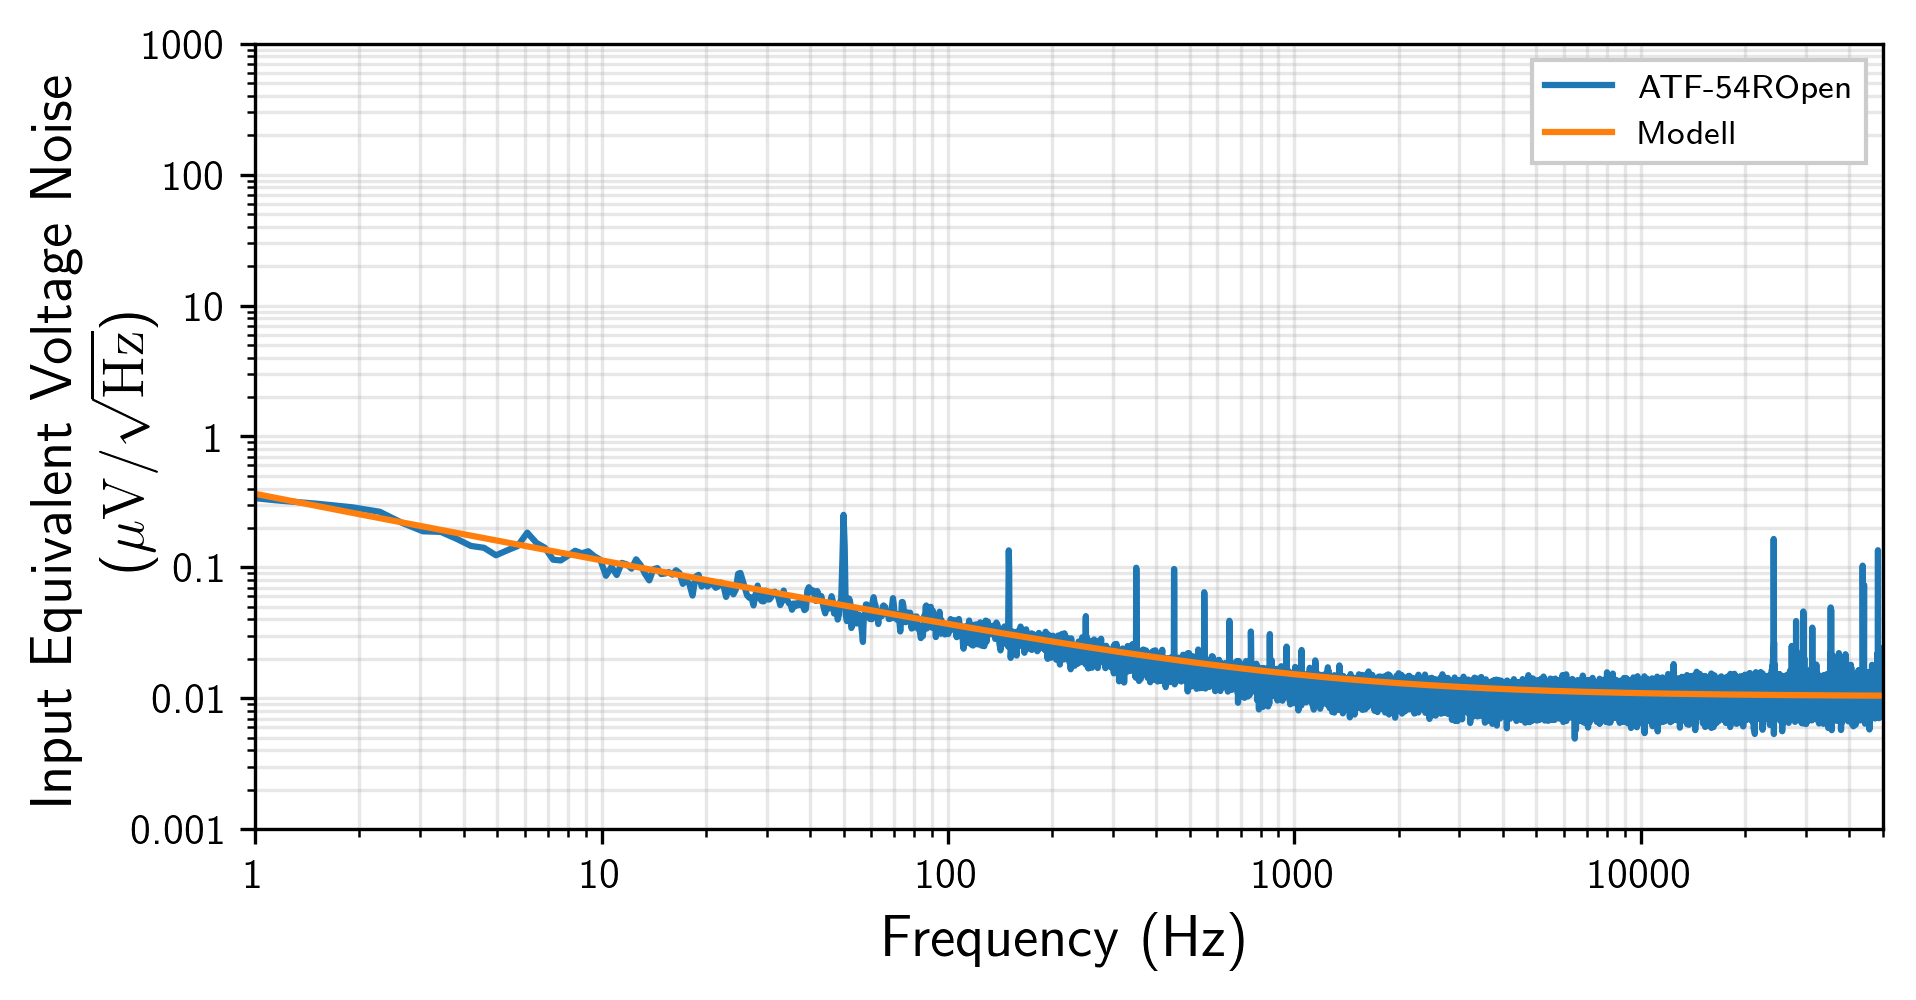 Input Equivalent Voltage Noise
(μV/√Hz)
1000
100
10
1
0.1
0.01
0.001
ATF-54ROpen
Modell
1 10 100 1000 10000
Frequency (Hz)